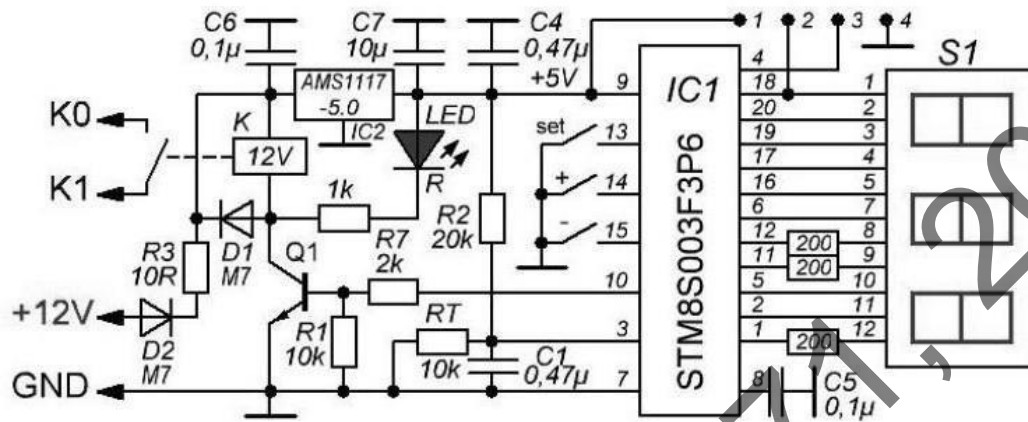 C6
0,1µ
C7
10µ
C4
0,47µ
1 2 3 4
S1
AMS1117
-5.0
IC2
+5V
9
IC1
STM8S003F3P6
K0
K1
K
12V
LED
R
1k
set
13
+
14
-
15
R3
10R
D1
M7
Q1
R7
2k
R2
20k
10
+12V
D2
M7
R1
10k
RT
10k
C1
0,47µ
3
GND
7
4
18 1
20 2
19 3
17 4
16 5
6 7
12 200 8
11 200 9
5 10
2 11
1 200 12
8
C5
0,1µ